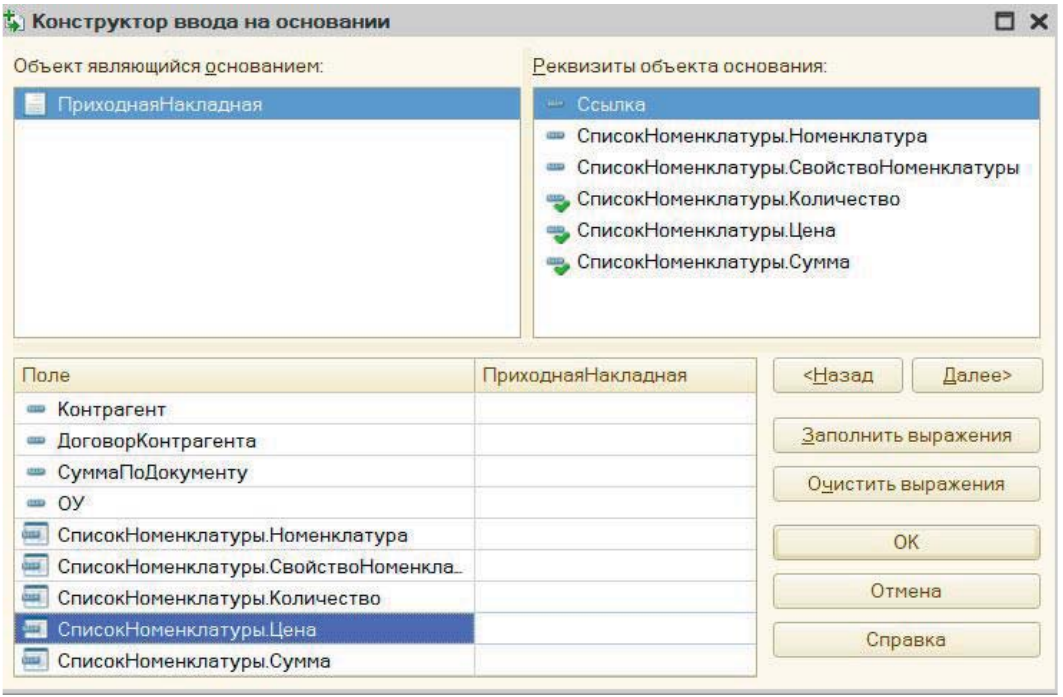 Конструктор ввода на основании
Объект являющийся основанием:
Реквизиты объекта основания:
ПриходнаяНакладная
Ссылка
СписокНоменклатуры.Номенклатура
СписокНоменклатуры.СвойствоНоменклатуры
СписокНоменклатуры.Количество
СписокНоменклатуры.Цена
СписокНоменклатуры.Сумма
Поле
ПриходнаяНакладная
<Назад
Далее>
Контрагент
ДоговорКонтрагента
СуммаПоДокументу
ОУ
СписокНоменклатуры.Номенклатура
СписокНоменклатуры.СвойствоНоменкла...
СписокНоменклатуры.Количество
СписокНоменклатуры.Цена
СписокНоменклатуры.Сумма
Заполнить выражения
Очистить выражения
ОК
Отмена
Справка